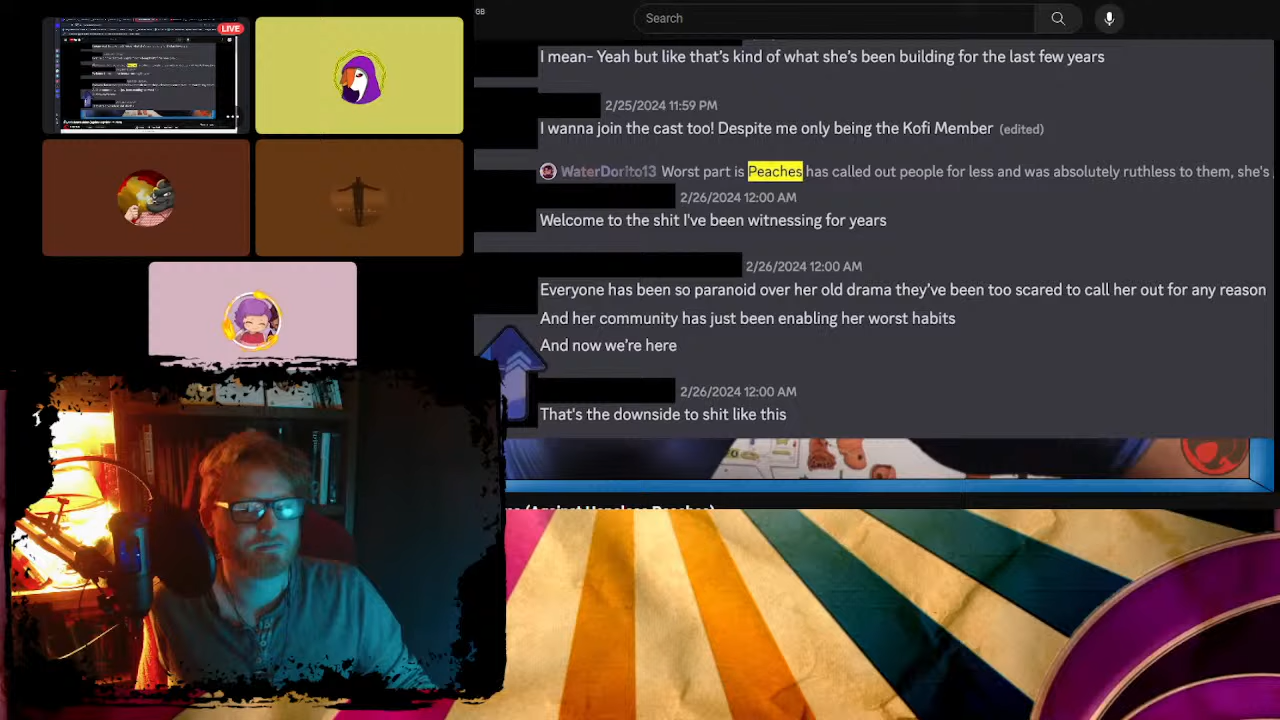 LIVE
GB
Search
I mean- Yeah but like that's kind of what he's been building for the last few years
2/25/2024 11:59 PM
I wanna join the cast too! Despite me only being the Kofi Member (edited)
WaterDorito13 Worst part is Peaches has called out people for less and was absolutely ruthless to them, she's
2/26/2024 12:00 AM
Welcome to the shit I've been witnessing for years
2/26/2024 12:00 AM
Everyone has been so paranoid over her old drama they've been too scared to call her out for any reason
And her community has just been enabling her worst habits
And now we're here
2/26/2024 12:00 AM
That's the downside to shit like this